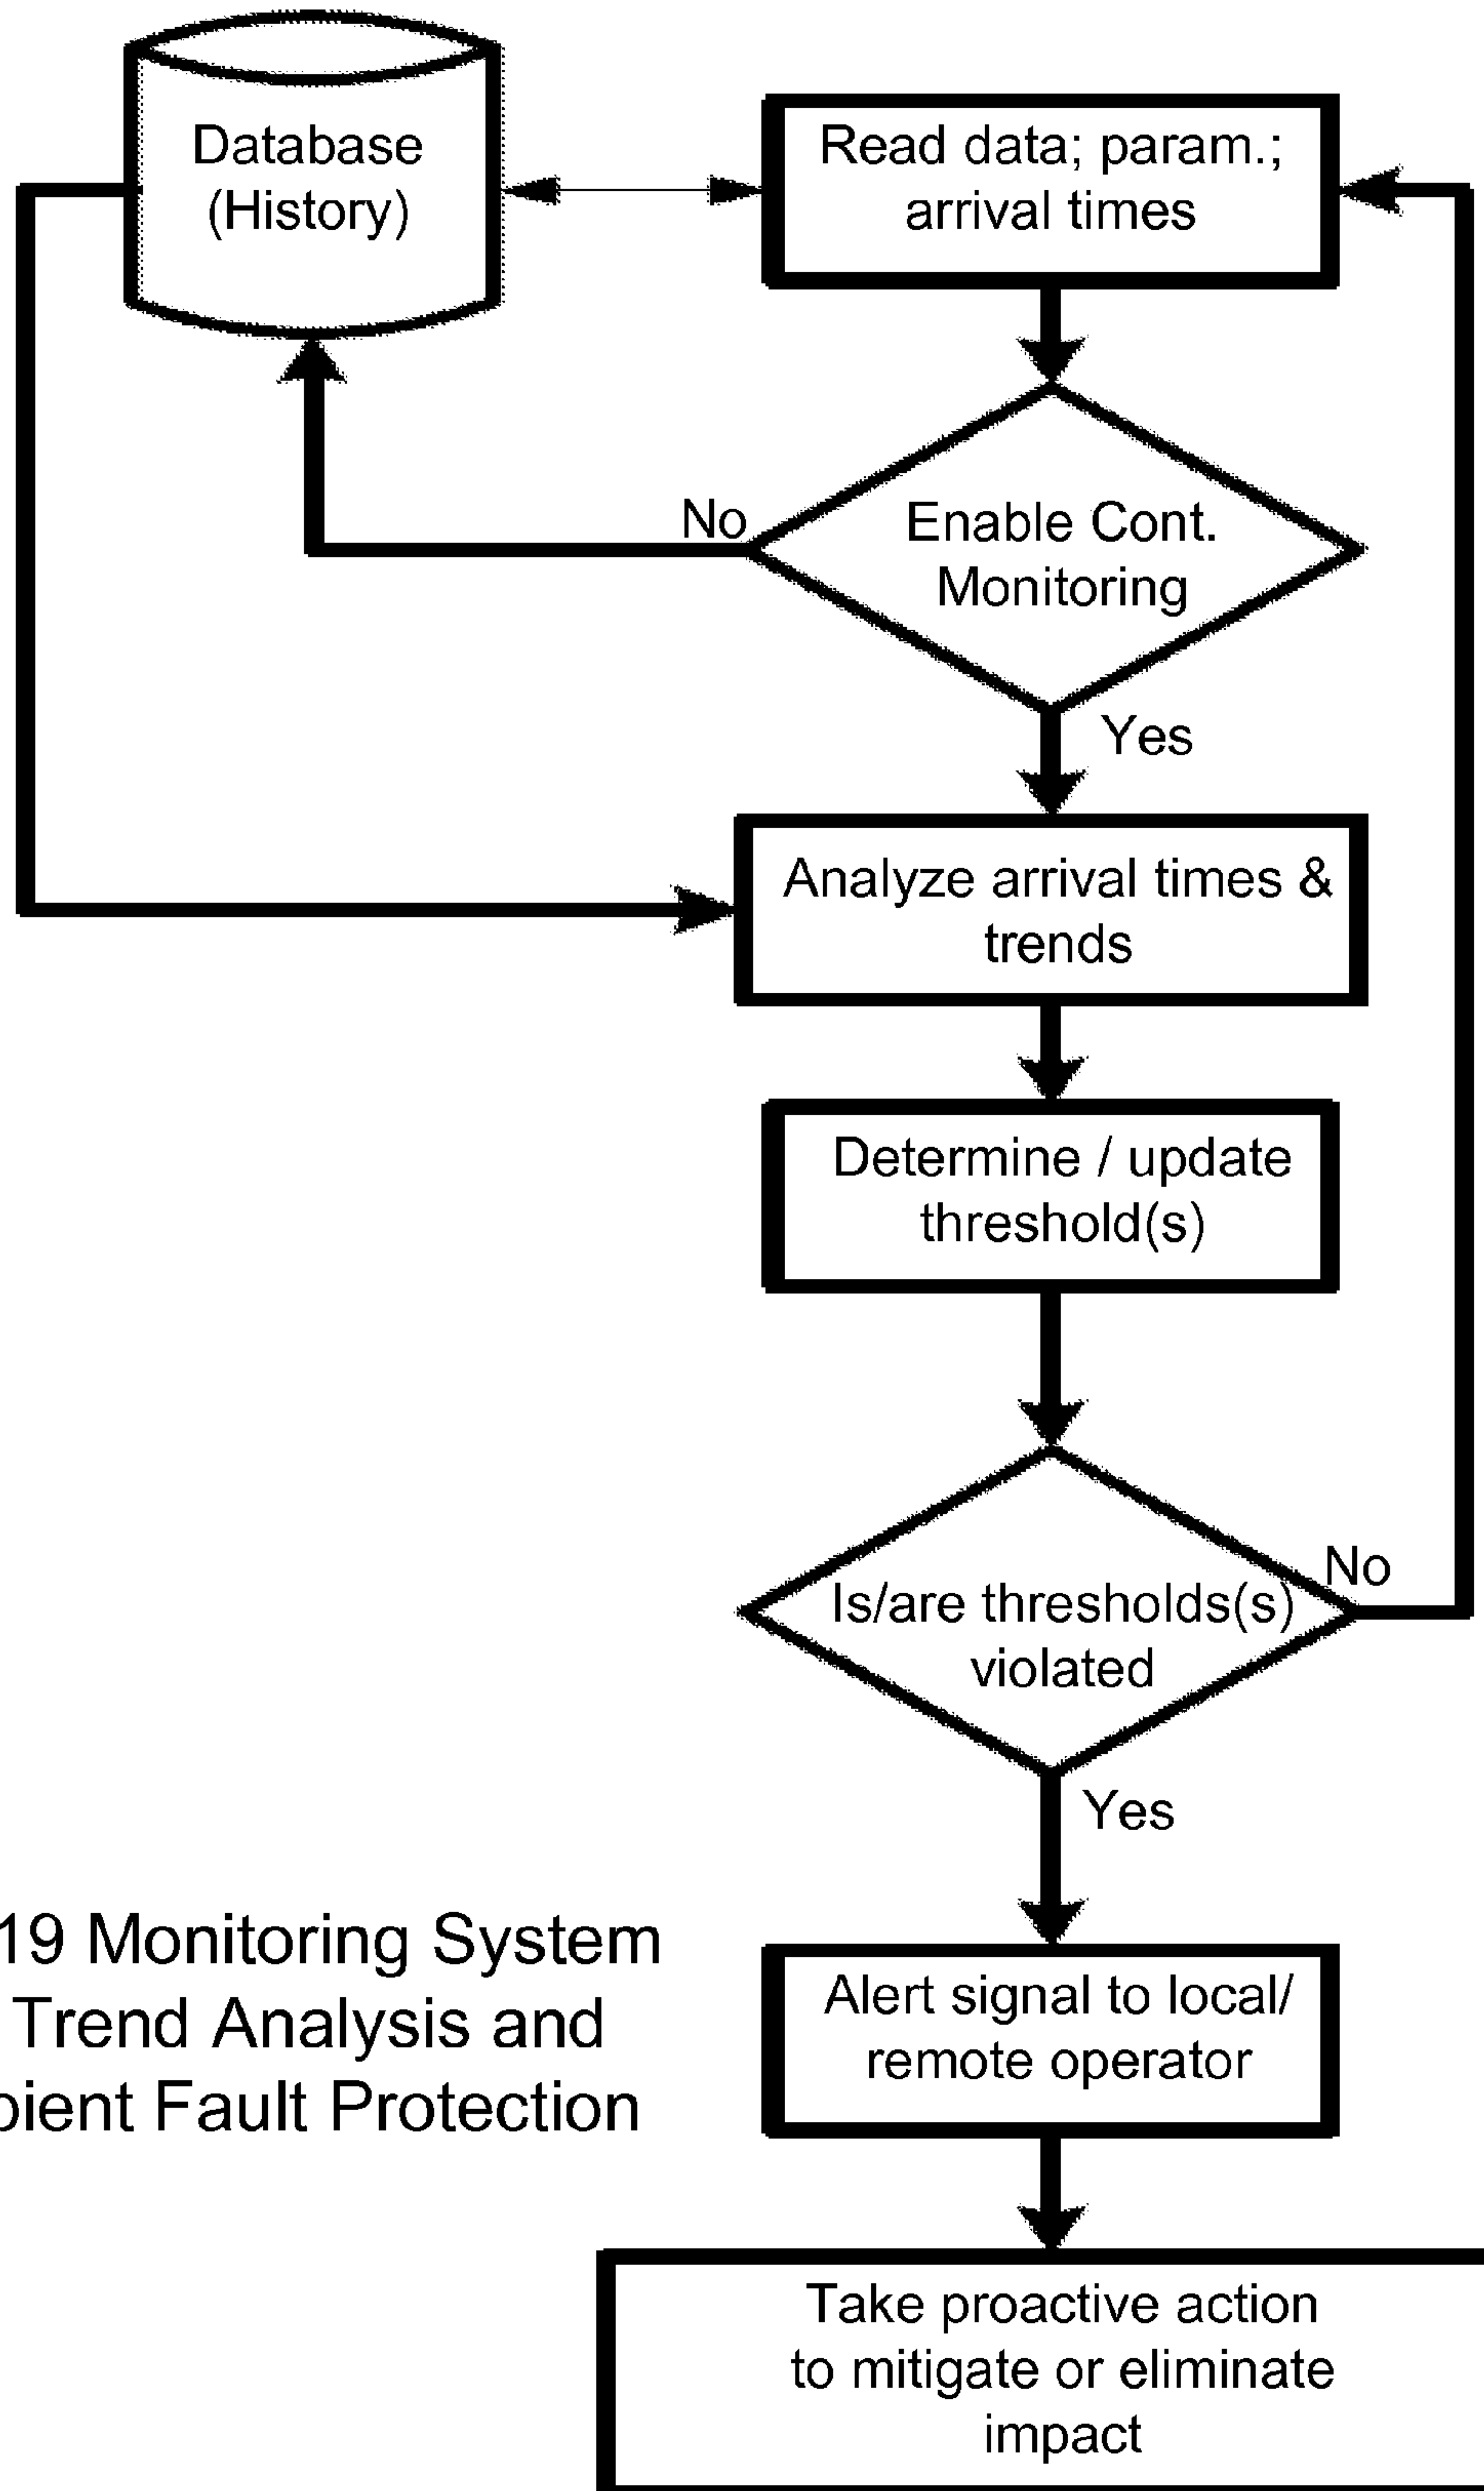 Database
(History)
Read data; param.;
arrival times
No
Enable Cont.
Monitoring
Yes
Analyze arrival times &
trends
Determine / update
threshold(s)
No
Is/are thresholds(s)
violated
Yes
19 Monitoring System
Trend Analysis and
Fault Protection
Alert signal to local/
remote operator
Take proactive action
to mitigate or eliminate
impact